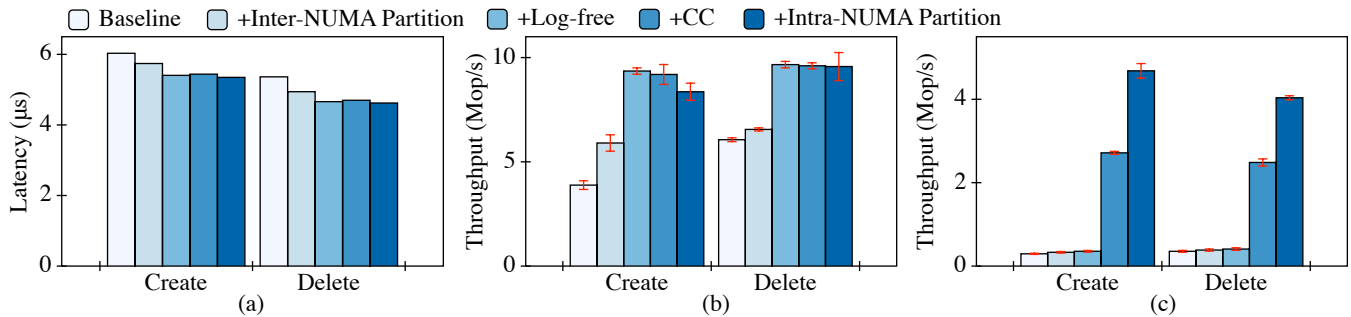 Baseline +Inter-NUMA Partition +Log-free +CC +Intra-NUMA Partition
Latency (μs)
6
4
2
0
Create Delete
(a)
Throughput (Mop/s)
10
5
0
Create Delete
(b)
Throughput (Mop/s)
4
2
0
Create Delete
(c)